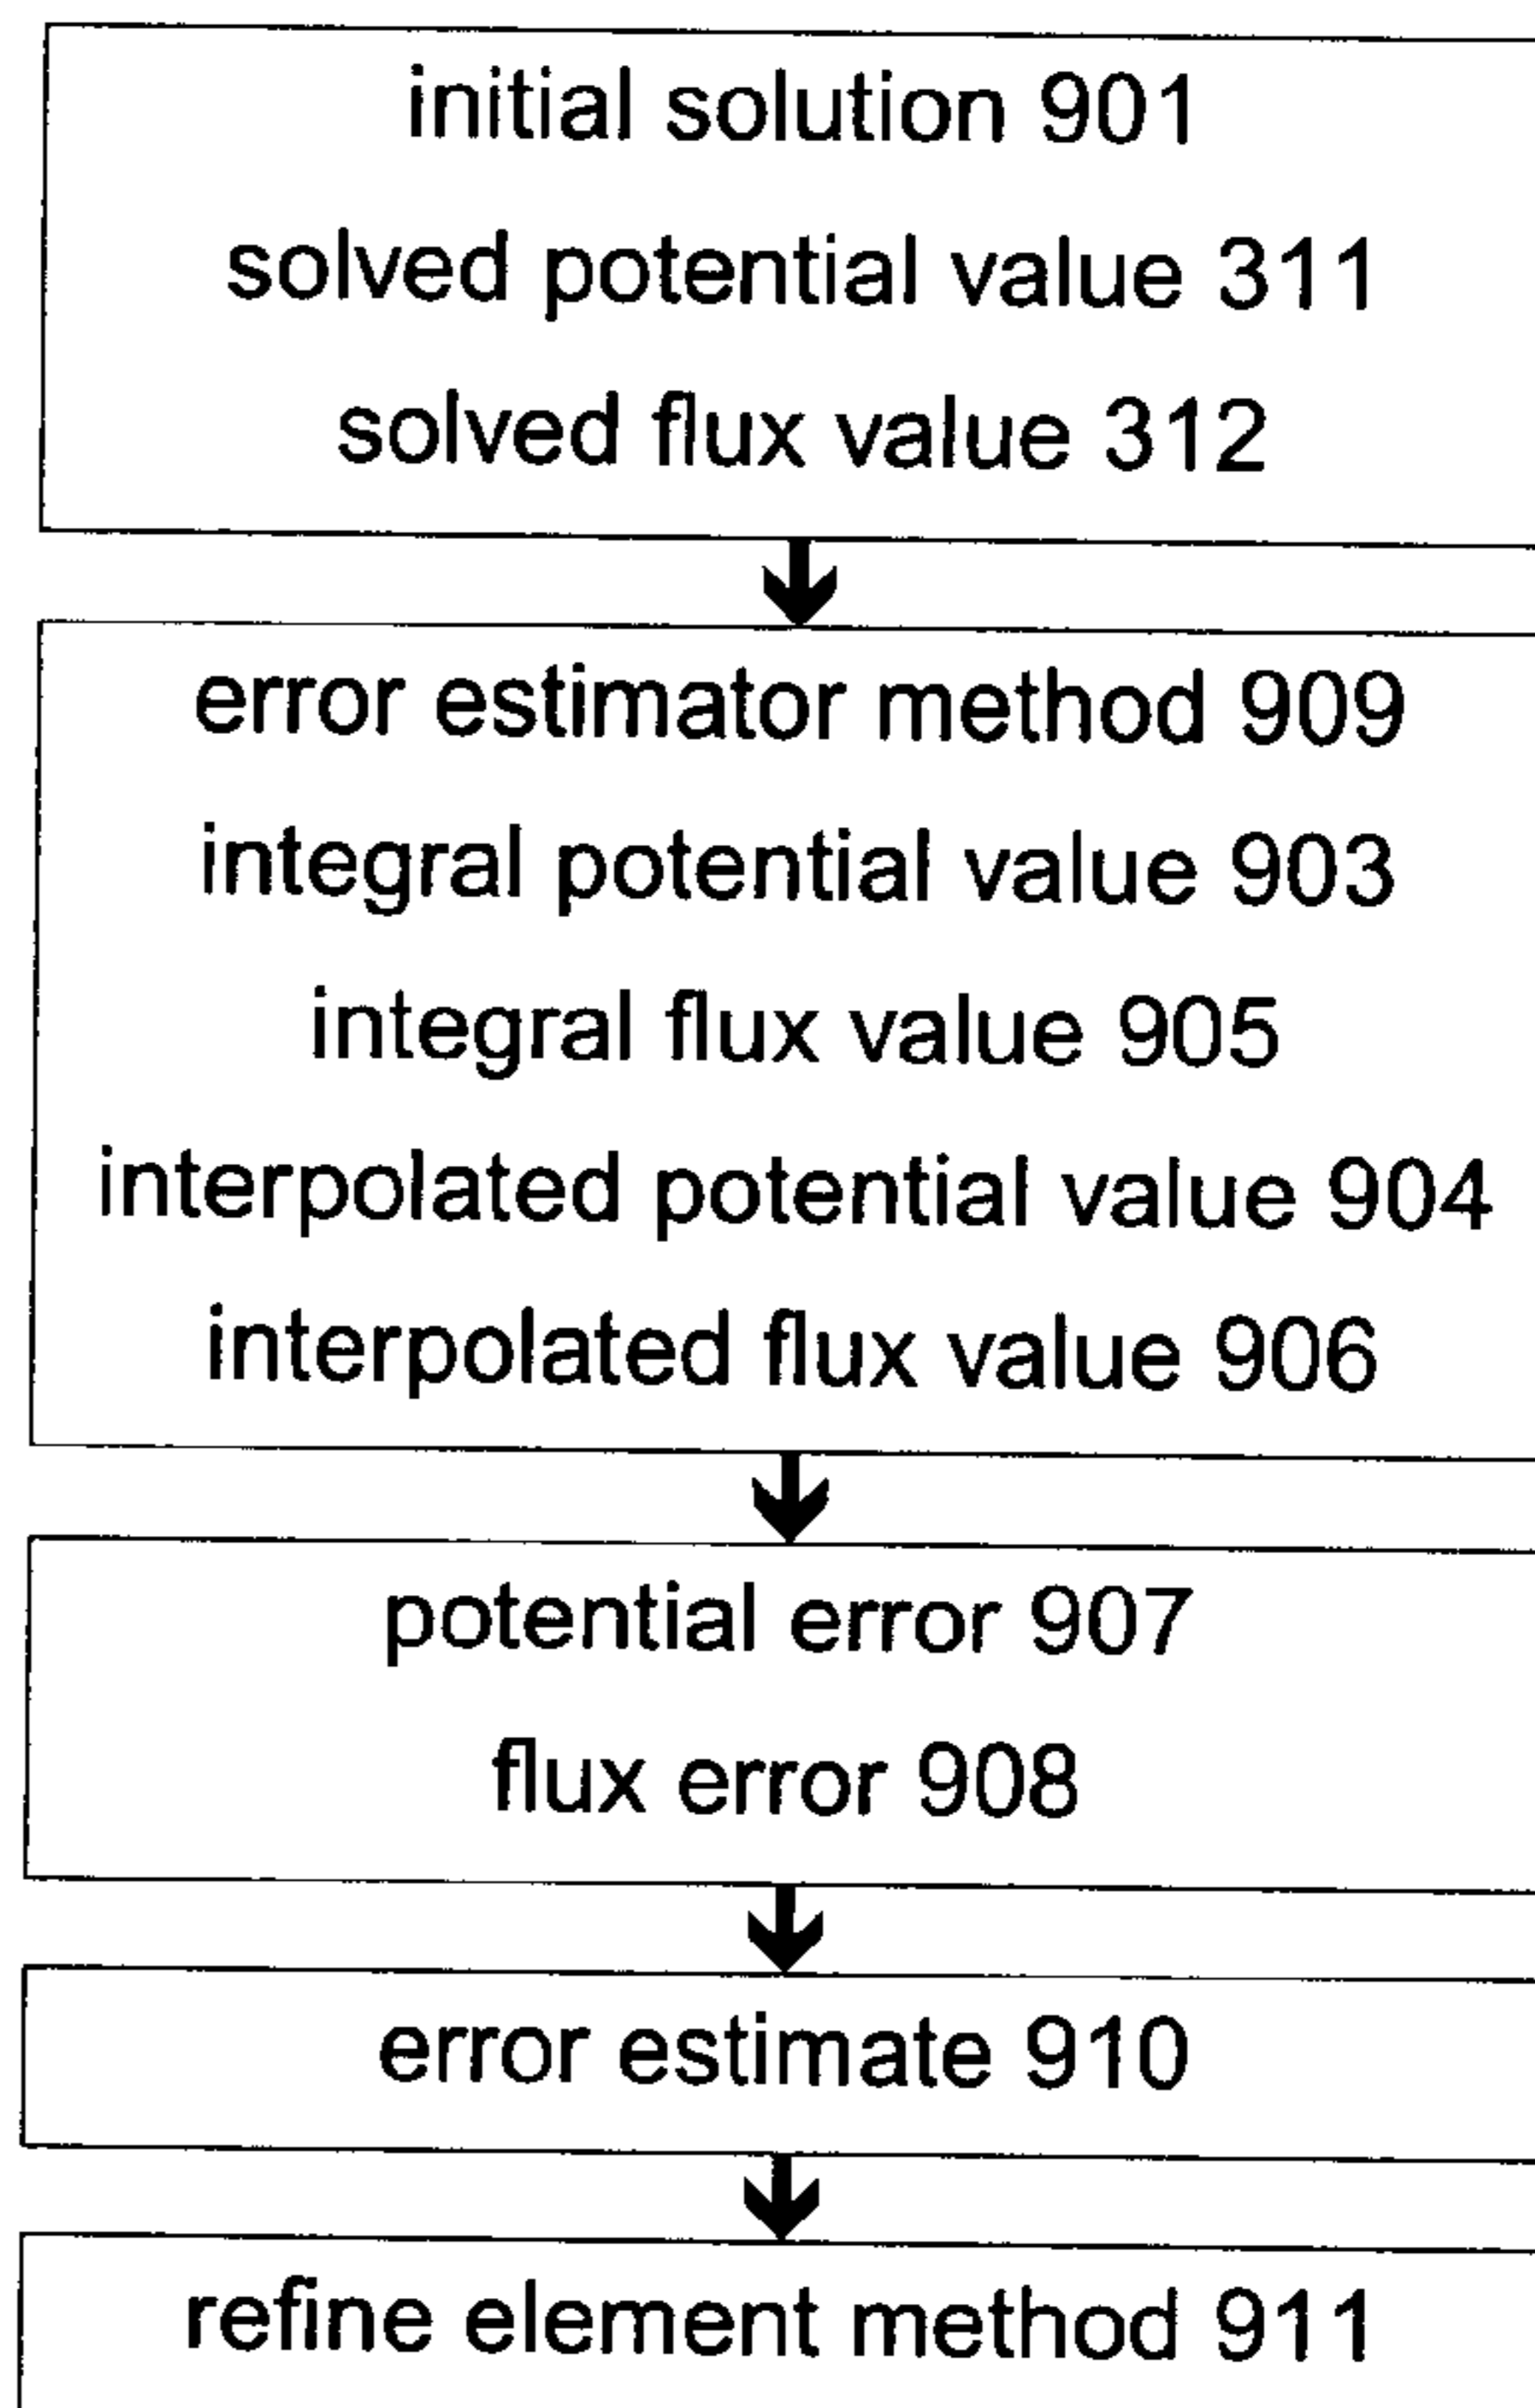 initial solution 901
solved potential value 311
solved flux value 312
error estimator method 909
integral potential value 903
integral flux value 905
interpolated potential value 904
interpolated flux value 906
potential error 907
flux error 908
error estimate 910
refine element method 911